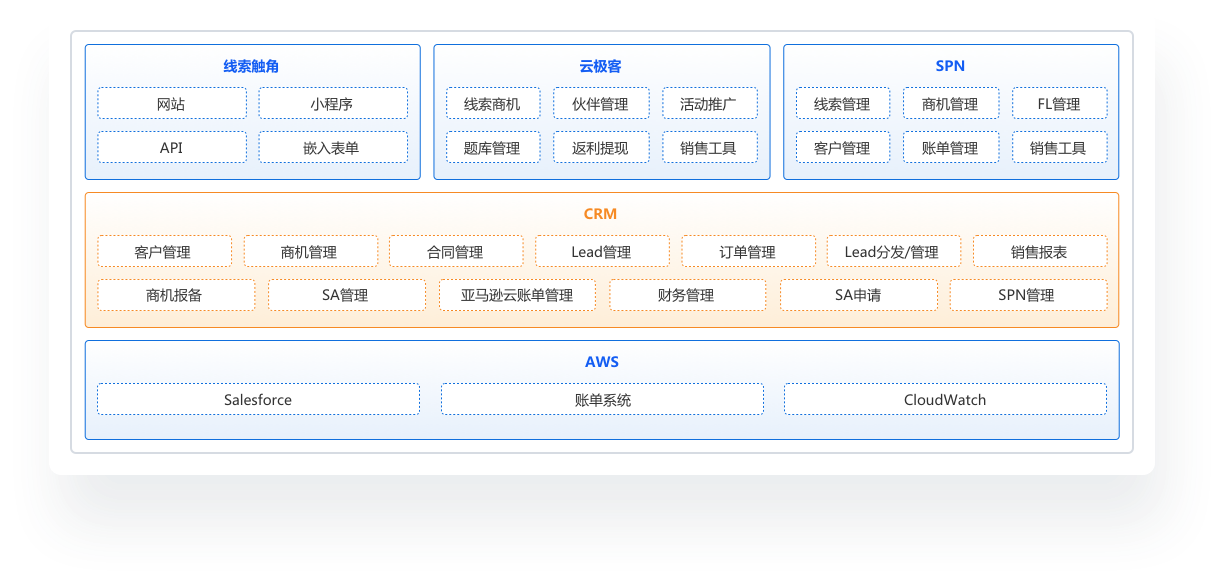 线索触角
网站 小程序
API 嵌入表单
云极客
线索商机 伙伴管理 活动推广
题库管理 返利提现 销售工具
SPN
线索管理 商机管理 FL管理
客户管理 账单管理 销售工具
CRM
客户管理 商机管理 合同管理 Lead管理 订单管理 Lead分发/管理 销售报表
商机报备 SA管理 亚马逊云账单管理 财务管理 SA申请 SPN管理
AWS
Salesforce 账单系统 CloudWatch